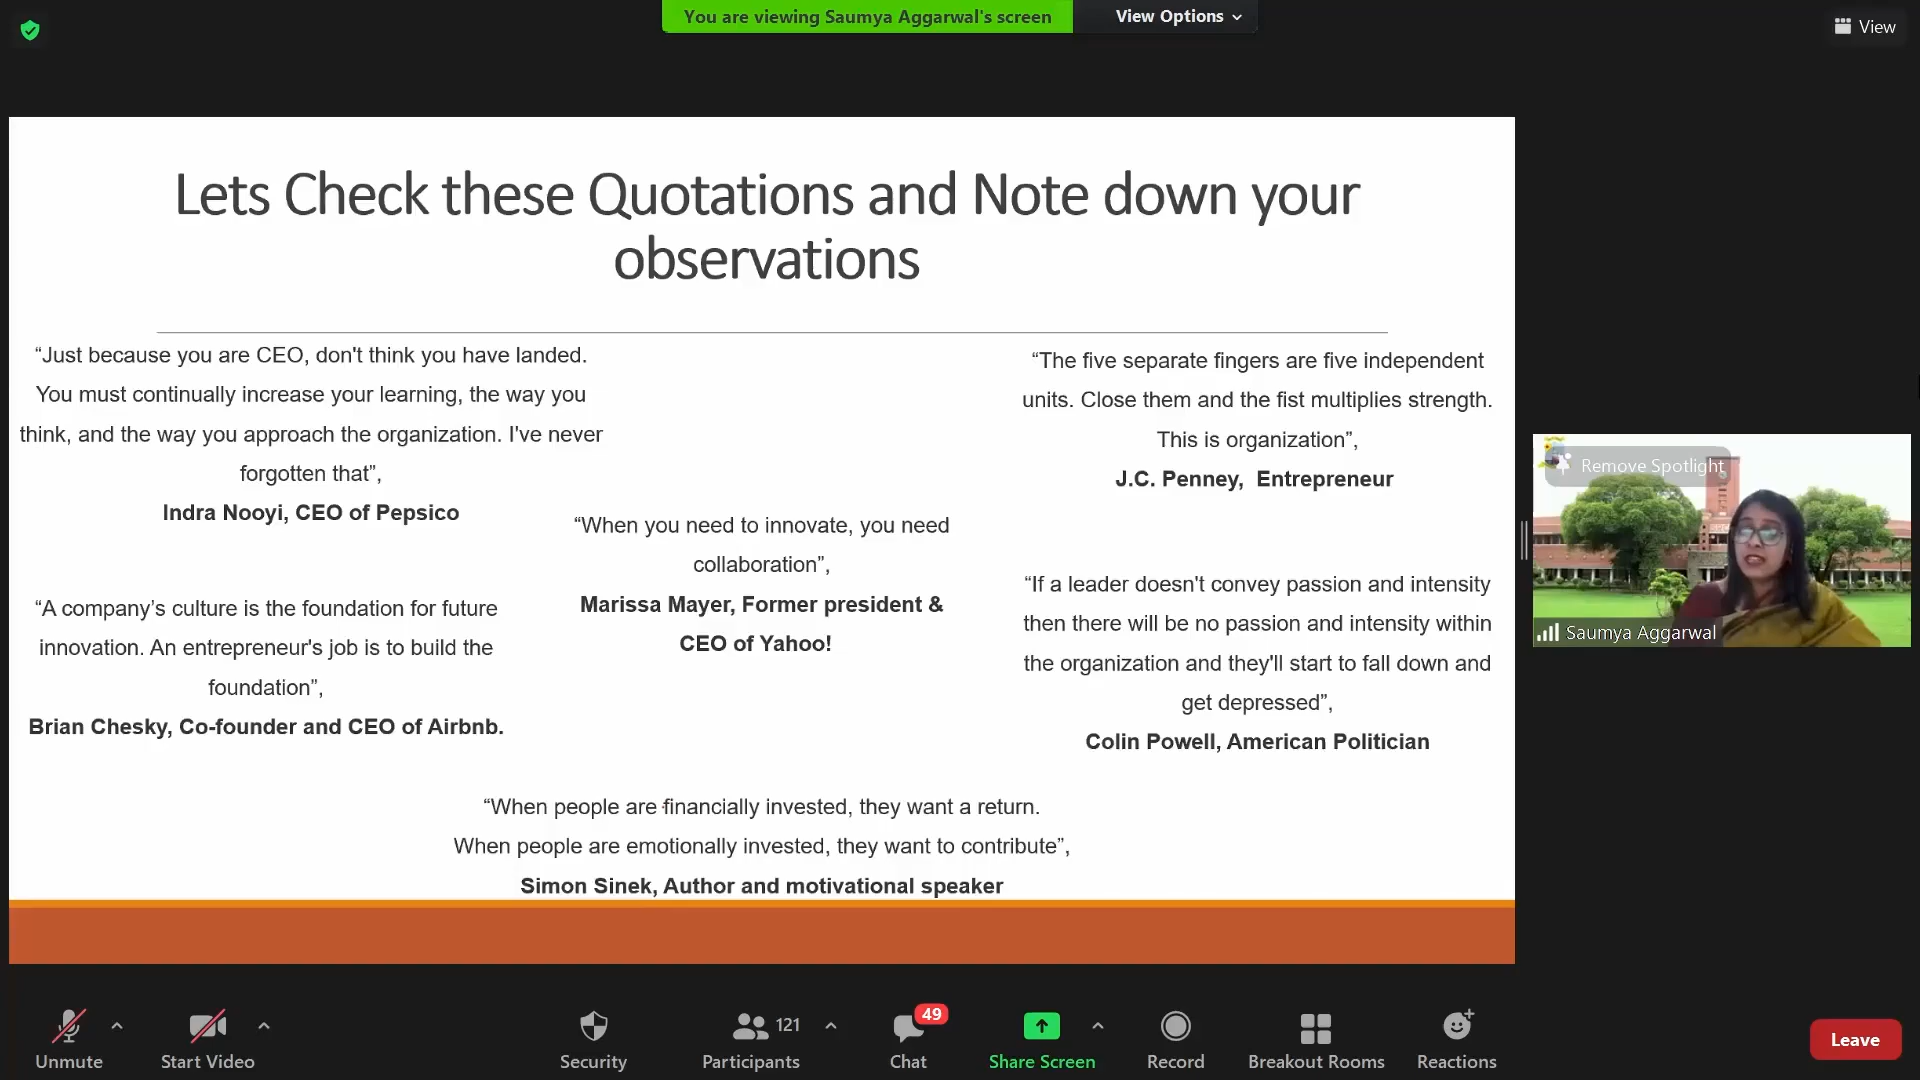 You are viewing Saumya Aggarwal's screen
View Options
View
Lets Check these Quotations and Note down your
observations
“Just because you are CEO, don't think you have landed.
You must continually increase your learning, the way you
think, and the way you approach the organization. I've never
forgotten that”,
Indra Nooyi, CEO of Pepsico
“A company’s culture is the foundation for future
innovation. An entrepreneur's job is to build the
foundation”,
Brian Chesky, Co-founder and CEO of Airbnb.
“When you need to innovate, you need
collaboration”,
Marissa Mayer, Former president &
CEO of Yahoo!
“The five separate fingers are five independent
units. Close them and the fist multiplies strength.
This is organization”,
J.C. Penney,  Entrepreneur
“If a leader doesn't convey passion and intensity
then there will be no passion and intensity within
the organization and they'll start to fall down and
get depressed”,
Colin Powell, American Politician
“When people are financially invested, they want a return.
When people are emotionally invested, they want to contribute”,
Simon Sinek, Author and motivational speaker
Remove Spotlight
Saumya Aggarwal
Unmute
Start Video
Security
121
Participants
49
Chat
Share Screen
Record
Breakout Rooms
Reactions
Leave